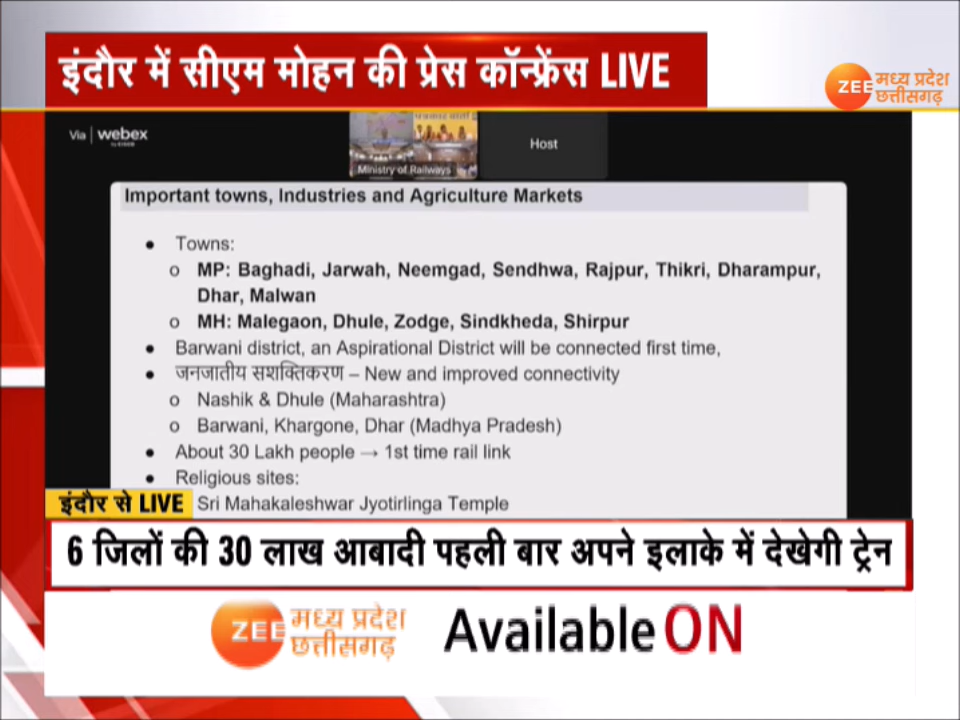 इंदौर में सीएम मोहन की प्रेस कॉन्फ्रेंस LIVE
ZEE मध्य प्रदेश
छत्तीसगढ़
Via webex
Ministry of Railways
Host
Important towns, Industries and Agriculture Markets
• Towns:
o MP: Baghadi, Jarwah, Neemgad, Sendhwa, Rajpur, Thikri, Dharampur,
Dhar, Malwan
o MH: Malegaon, Dhule, Zodge, Sindkheda, Shirpur
• Barwani district, an Aspirational District will be connected first time,
• जनजातीय सशक्तिकरण – New and improved connectivity
o Nashik & Dhule (Maharashtra)
o Barwani, Khargone, Dhar (Madhya Pradesh)
• About 30 Lakh people → 1st time rail link
• Religious sites:
Sri Mahakaleshwar Jyotirlinga Temple
इंदौर से LIVE
6 जिलों की 30 लाख आबादी पहली बार अपने इलाके में देखेगी ट्रेन
ZEE मध्य प्रदेश
छत्तीसगढ़
Available ON